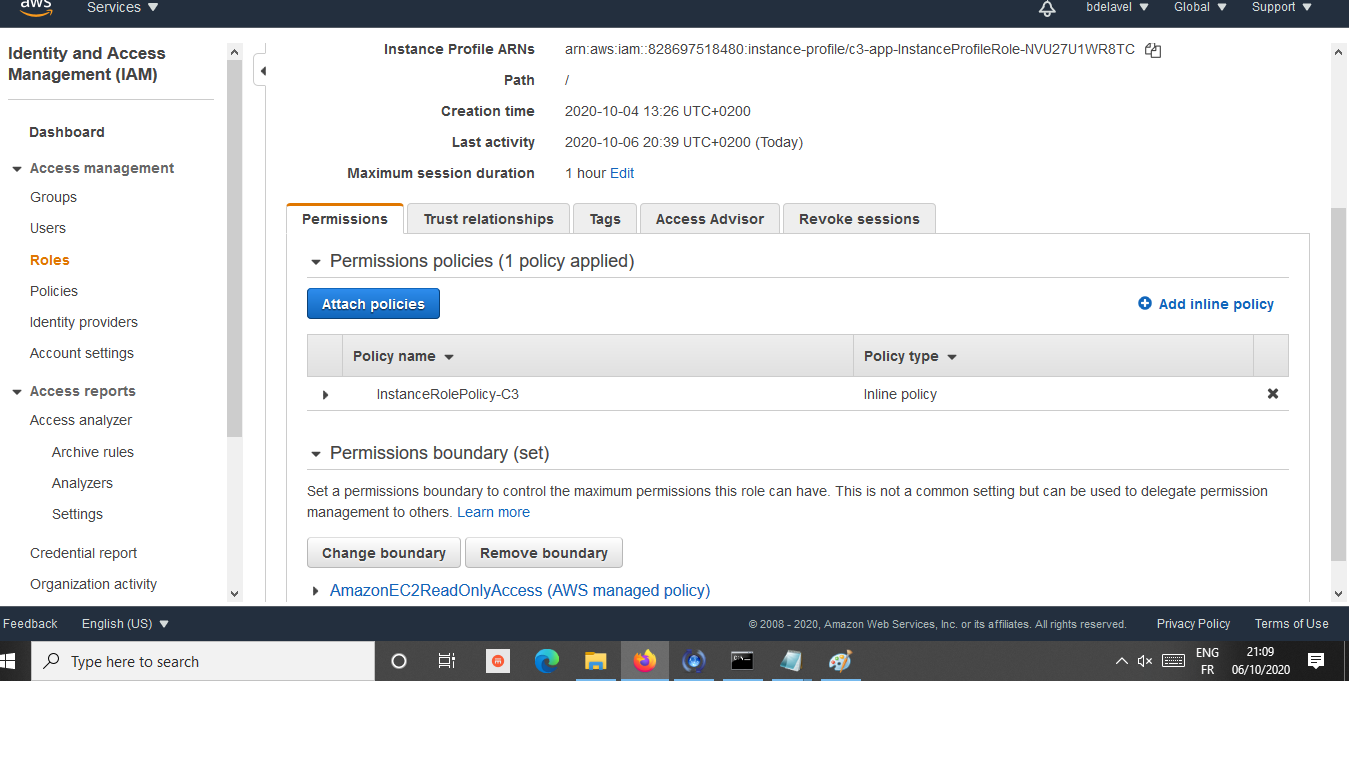 aws Services bdelavel Global Support
Identity and Access
Management (IAM)
Dashboard
Access management
Groups
Users
Roles
Policies
Identity providers
Account settings
Access reports
Access analyzer
Archive rules
Analyzers
Settings
Credential report
Organization activity
Instance Profile ARNs arn:aws:iam::828697518480:instance-profile/c3-app-InstanceProfileRole-NVU27U1WR8TC
Path /
Creation time 2020-10-04 13:26 UTC+0200
Last activity 2020-10-06 20:39 UTC+0200 (Today)
Maximum session duration 1 hour Edit
Permissions Trust relationships Tags Access Advisor Revoke sessions
Permissions policies (1 policy applied)
Attach policies Add inline policy
Policy name Policy type
InstanceRolePolicy-C3 Inline policy
Permissions boundary (set)
Set a permissions boundary to control the maximum permissions this role can have. This is not a common setting but can be used to delegate permission
management to others. Learn more
Change boundary Remove boundary
AmazonEC2ReadOnlyAccess (AWS managed policy)
Feedback English (US) © 2008 - 2020, Amazon Web Services, Inc. or its affiliates. All rights reserved. Privacy Policy Terms of Use
Type here to search
ENG 21:09
FR 06/10/2020